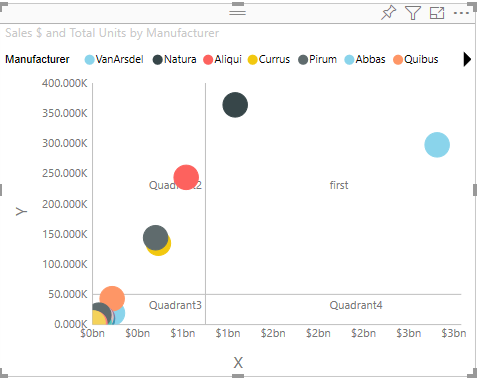 Sales $ and Total Units by Manufacturer
Manufacturer VanArsdel Natura Aliqui Currus Pirum Abbas Quibus
400.000K
350.000K
300.000K
250.000K
200.000K
150.000K
100.000K
50.000K
0.000K
Y
Quadrant2
first
Quadrant3
Quadrant4
$0bn $0bn $1bn $1bn $2bn $2bn $2bn $3bn $3bn
X